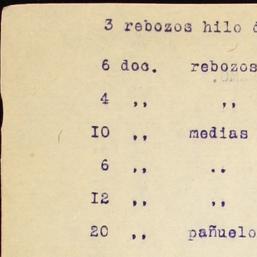 3 rebozos hilo
6 doc. rebozos
4 ,, ,,
10 ,, medias
6 ,, ,,
12 ,, ,,
20 ,, pañuelo